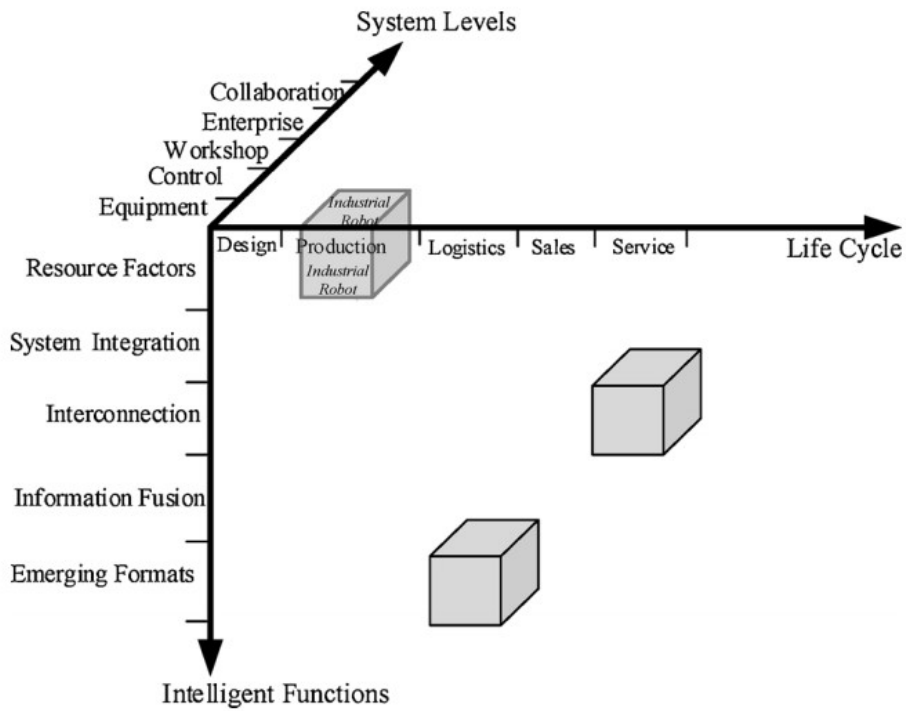 System Levels
Collaboration
Enterprise
Workshop
Control
Equipment
Industrial
Robot
Design
Production
Logistics
Sales
Service
Life Cycle
Industrial
Robot
Resource Factors
System Integration
Interconnection
Information Fusion
Emerging Formats
Intelligent Functions